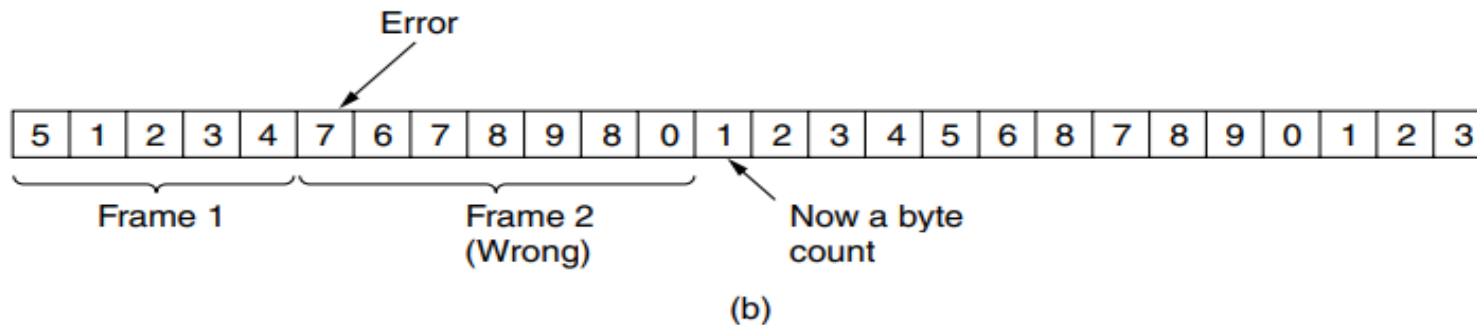 Error
5 1 2 3 4 7 6 7 8 9 8 0 1 2 3 4 5 6 8 7 8 9 0 1 2 3
Frame 1
Frame 2
(Wrong)
Now a byte
count
(b)